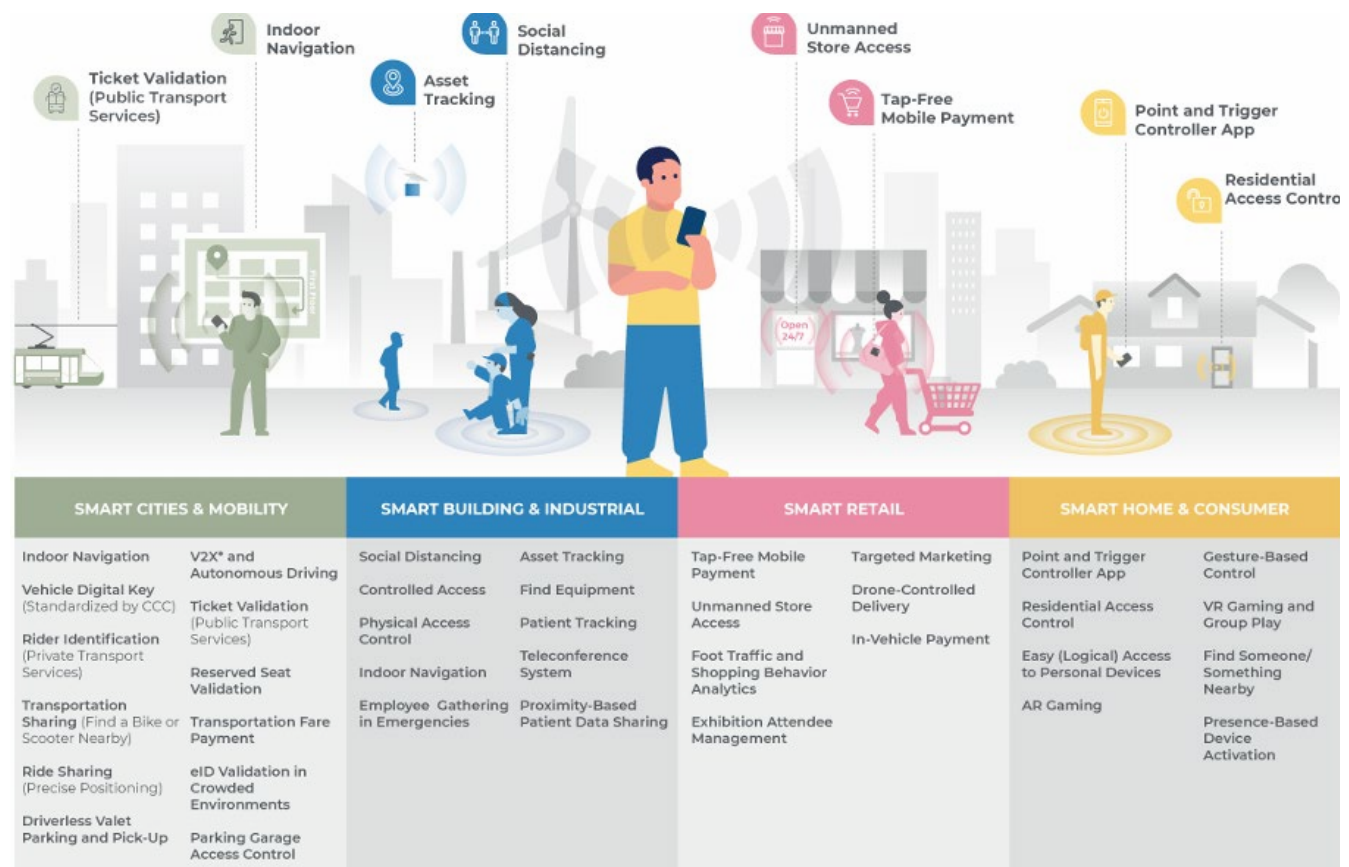 Indoor
Navigation
Social
Distancing
Unmanned
Store Access
Ticket Validation
(Public Transport
Services)
Asset
Tracking
Tap-Free
Mobile Payment
Point and Trigger
Controller App
Residential
Access Contro
First Floor
Open
24/7
SMART CITIES & MOBILITY
Indoor Navigation
Vehicle Digital Key
(Standardized by CCC)
Rider Identification
(Private Transport
Services)
Transportation
Sharing (Find a Bike or
Scooter Nearby)
Ride Sharing
(Precise Positioning)
Driverless Valet
Parking and Pick-Up
V2X* and
Autonomous Driving
Ticket Validation
(Public Transport
Services)
Reserved Seat
Validation
Transportation Fare
Payment
eID Validation in
Crowded
Environments
Parking Garage
Access Control
SMART BUILDING & INDUSTRIAL
Social Distancing
Controlled Access
Physical Access
Control
Indoor Navigation
Employee Gathering
in Emergencies
Asset Tracking
Find Equipment
Patient Tracking
Teleconference
System
Proximity-Based
Patient Data Sharing
SMART RETAIL
Tap-Free Mobile
Payment
Unmanned Store
Access
Foot Traffic and
Shopping Behavior
Analytics
Exhibition Attendee
Management
Targeted Marketing
Drone-Controlled
Delivery
In-Vehicle Payment
SMART HOME & CONSUMER
Point and Trigger
Controller App
Residential Access
Control
Easy (Logical) Access
to Personal Devices
AR Gaming
Gesture-Based
Control
VR Gaming and
Group Play
Find Someone/
Something
Nearby
Presence-Based
Device
Activation